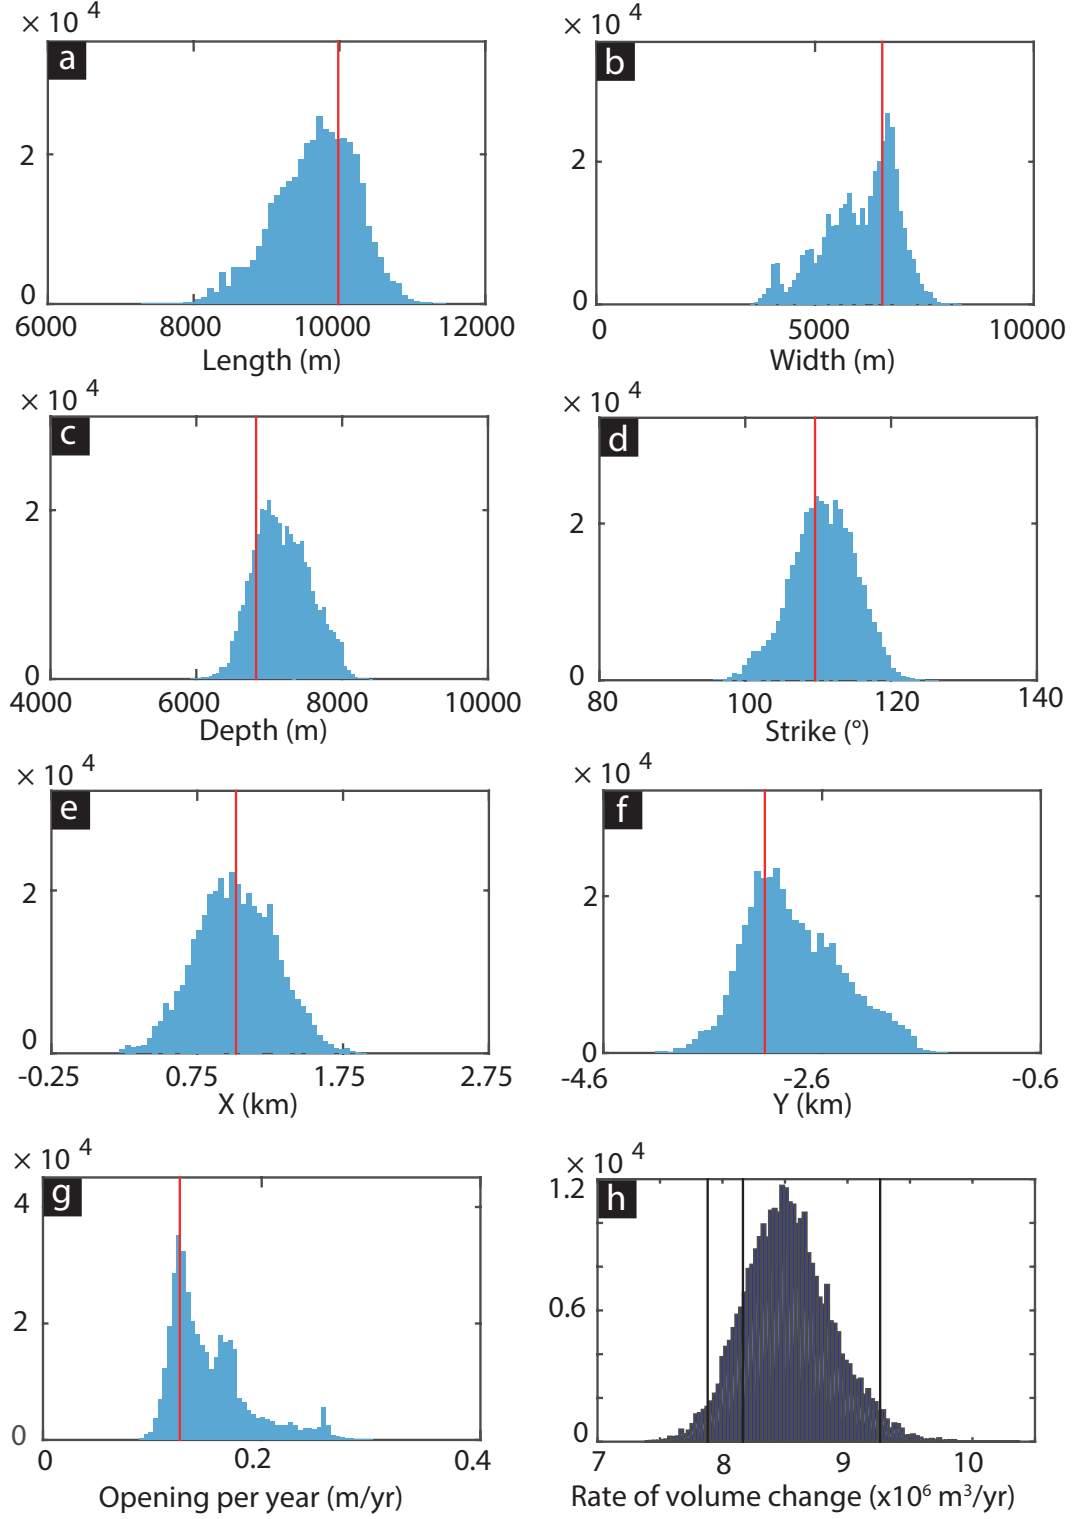 × 10 4
a
2
0
6000 8000 10000 12000
Length (m)
× 10 4
b
2
0
0 5000 10000
Width (m)
× 10 4
c
2
0
4000 6000 8000 10000
Depth (m)
× 10 4
d
2
0
80 100 120 140
Strike (°)
× 10 4
e
2
0
-0.25 0.75 1.75 2.75
X (km)
× 10 4
f
2
0
-4.6 -2.6 -0.6
Y (km)
× 10 4
g
4
2
0
0 0.2 0.4
Opening per year (m/yr)
× 10 4
h
1.2
0.6
0
7 8 9 10
Rate of volume change (x10⁶ m³/yr)